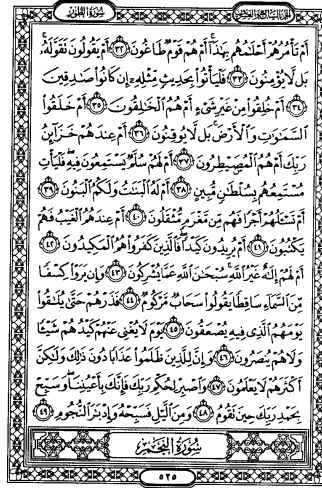 الجزء السابع والعشرون
سورة الطور
أَمْ تَأْمُرُهُمْ أَحْلَٰمُهُم بِهَٰذَآ أَمْ هُمْ قَوْمٌ طَاغُونَ ٣٢ أَمْ يَقُولُونَ تَقَوَّلَهُۥ
بَل لَّا يُؤْمِنُونَ ٣٣ فَلْيَأْتُوا۟ بِحَدِيثٍ مِّثْلِهِۦٓ إِن كَانُوا۟ صَٰدِقِينَ
٣٤ أَمْ خُلِقُوا۟ مِنْ غَيْرِ شَىْءٍ أَمْ هُمُ ٱلْخَٰلِقُونَ ٣٥ أَمْ خَلَقُوا۟
ٱلسَّمَٰوَٰتِ وَٱلْأَرْضَ بَل لَّا يُوقِنُونَ ٣٦ أَمْ عِندَهُمْ خَزَآئِنُ
رَبِّكَ أَمْ هُمُ ٱلْمُصَۣيْطِرُونَ ٣٧ أَمْ لَهُمْ سُلَّمٌ يَسْتَمِعُونَ فِيهِ فَلْيَأْتِ
مُسْتَمِعُهُم بِسُلْطَٰنٍ مُّبِينٍ ٣٨ أَمْ لَهُ ٱلْبَنَٰتُ وَلَكُمُ ٱلْبَنُونَ ٣٩
أَمْ تَسْـَٔلُهُمْ أَجْرًا فَهُم مِّن مَّغْرَمٍ مُّثْقَلُونَ ٤٠ أَمْ عِندَهُمُ ٱلْغَيْبُ فَهُمْ
يَكْتُبُونَ ٤١ أَمْ يُرِيدُونَ كَيْدًا فَٱلَّذِينَ كَفَرُوا۟ هُمُ ٱلْمَكِيدُونَ ٤٢
أَمْ لَهُمْ إِلَٰهٌ غَيْرُ ٱللَّهِ سُبْحَٰنَ ٱللَّهِ عَمَّا يُشْرِكُونَ ٤٣ وَإِن يَرَوْا۟ كِسْفًا
مِّنَ ٱلسَّمَآءِ سَاقِطًا يَقُولُوا۟ سَحَابٌ مَّرْكُومٌ ٤٤ فَذَرْهُمْ حَتَّىٰ يُلَٰقُوا۟
يَوْمَهُمُ ٱلَّذِى فِيهِ يُصْعَقُونَ ٤٥ يَوْمَ لَا يُغْنِى عَنْهُمْ كَيْدُهُمْ شَيْـًٔا
وَلَا هُمْ يُنصَرُونَ ٤٦ وَإِنَّ لِلَّذِينَ ظَلَمُوا۟ عَذَابًا دُونَ ذَٰلِكَ وَلَٰكِنَّ
أَكْثَرَهُمْ لَا يَعْلَمُونَ ٤٧ وَٱصْبِرْ لِحُكْمِ رَبِّكَ فَإِنَّكَ بِأَعْيُنِنَا وَسَبِّحْ
بِحَمْدِ رَبِّكَ حِينَ تَقُومُ ٤٨ وَمِنَ ٱلَّيْلِ فَسَبِّحْهُ وَإِدْبَٰرَ ٱلنُّجُومِ ٤٩
سُورَةُ النَّجْمِ
٥٢٥